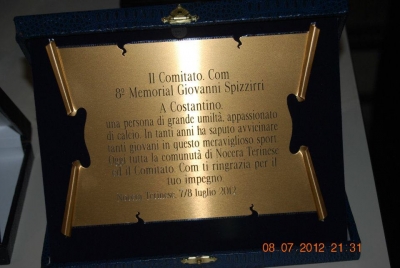 Il Comitato. Com
8º Memorial Giovanni Spizzirri
A Costantino.
una persona di grande umiltà, appassionato
di calcio. In tanti anni ha saputo avvicinare
tanti giovani in questo meraviglioso sport.
Oggi tutta la comunutà di Nocera Terinese
ed il Comitato. Com ti ringrazia per il
tuo impegno
Nocera Terinese, 7/8 luglio 2012
08.07.2012 21:31